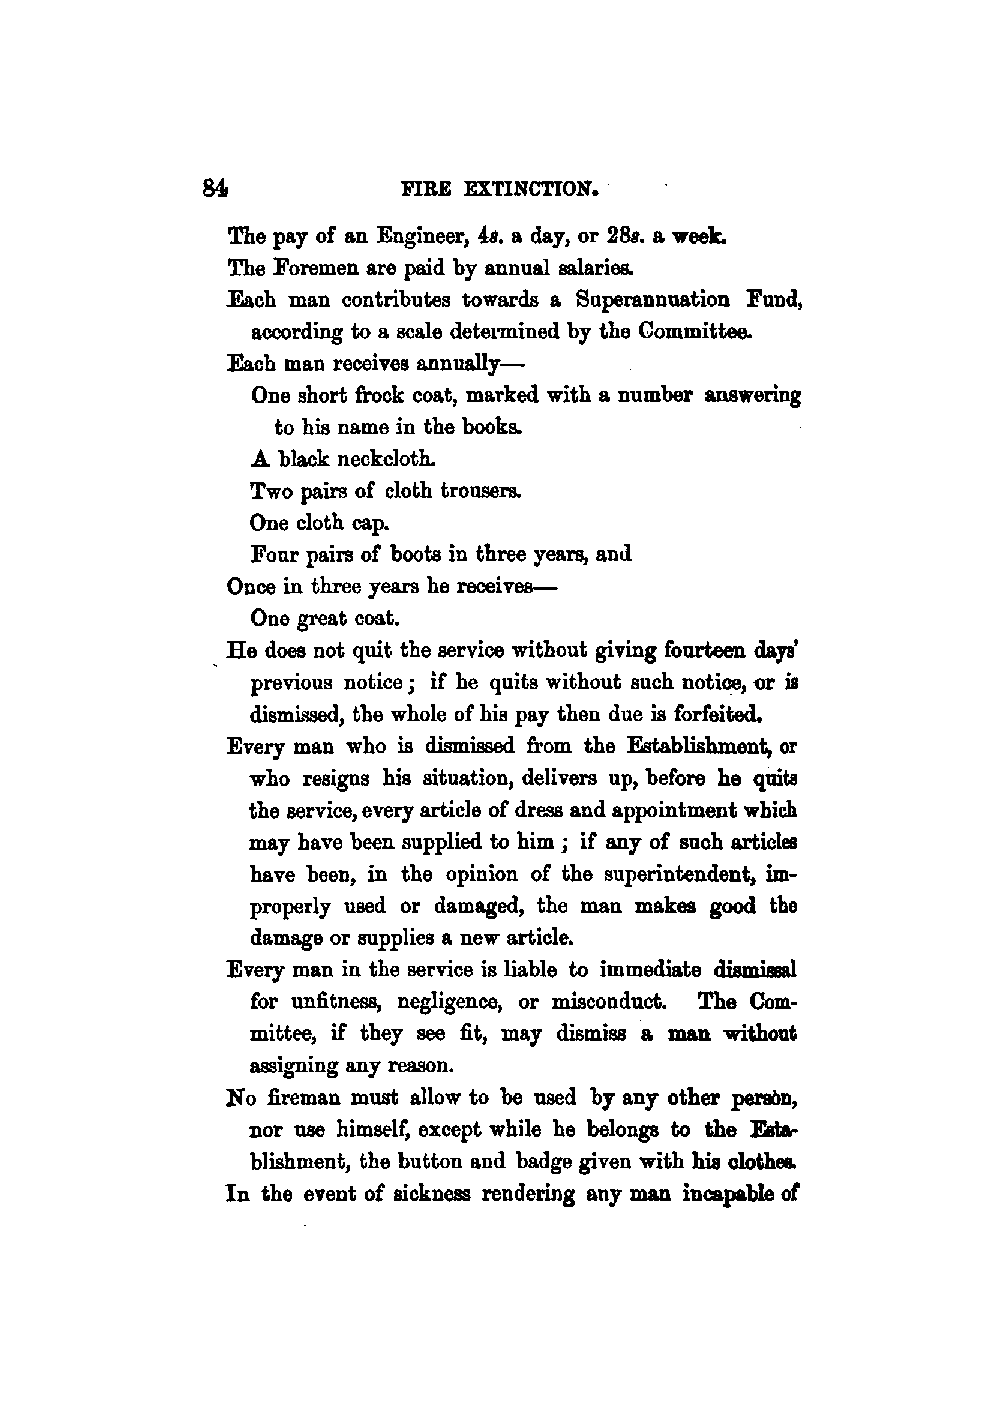 84 FIRE EXTINCTION.
The pay of an Engineer, 4s. a day, or 28s. a week.
The Foremen are paid by annual salaries.
Each man contributes towards a Superannuation Fund,
according to a scale determined by the Committee.
Each man receives annually—
One short frock coat, marked with a number answering
to his name in the books.
A black neckcloth.
Two pairs of cloth trousers.
One cloth cap.
Four pairs of boots in three years, and
Once in three years he receives—
One great coat.
He does not quit the service without giving fourteen days'
previous notice; if he quits without such notice, or is
dismissed, the whole of his pay then due is forfeited.
Every man who is dismissed from the Establishment, or
who resigns his situation, delivers up, before he quits
the service, every article of dress and appointment which
may have been supplied to him; if any of such articles
have been, in the opinion of the superintendent, im-
properly used or damaged, the man makes good the
damage or supplies a new article.
Every man in the service is liable to immediate dismissal
for unfitness, negligence, or misconduct. The Com-
mittee, if they see fit, may dismiss a man without
assigning any reason.
No fireman must allow to be used by any other person,
nor use himself, except while he belongs to the Esta-
blishment, the button and badge given with his clothes.
In the event of sickness rendering any man incapable of